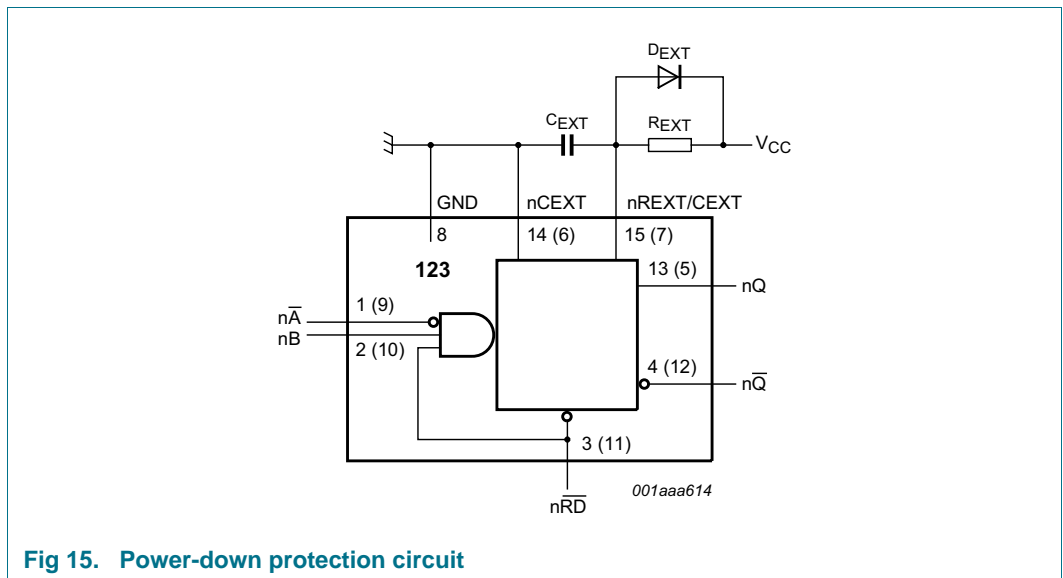 DEXT
CEXT
REXT
VCC
GND
nCEXT
nREXT/CEXT
8
14 (6)
15 (7)
123
13 (5)
nQ
1 (9)
nA̅
nB
2 (10)
4 (12)
nQ̅
3 (11)
001aaa614
nR̅D̅
Fig 15. Power-down protection circuit